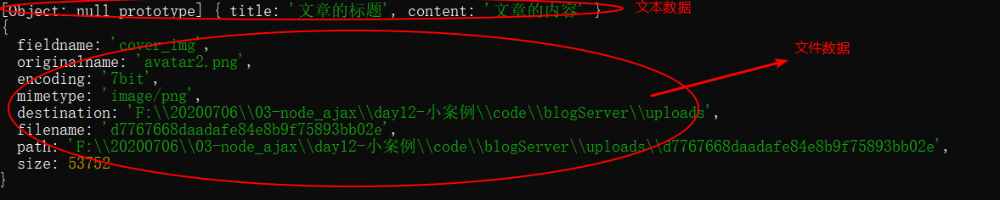 [Object: null prototype] { title: '文章的标题', content: '文章的内容' }
文本数据
{
fieldname: 'cover_img',
文件数据
originalname: 'avatar2.png',
encoding: '7bit',
mimetype: 'image/png',
destination: 'F:\\20200706\\03-node_ajax\\day12-小案例\\code\\blogServer\\uploads',
filename: 'd7767668daadafe84e8b9f75893bb02e',
path: 'F:\\20200706\\03-node_ajax\\day12-小案例\\code\\blogServer\\uploads\\d7767668daadafe84e8b9f75893bb02e',
size: 53752
}